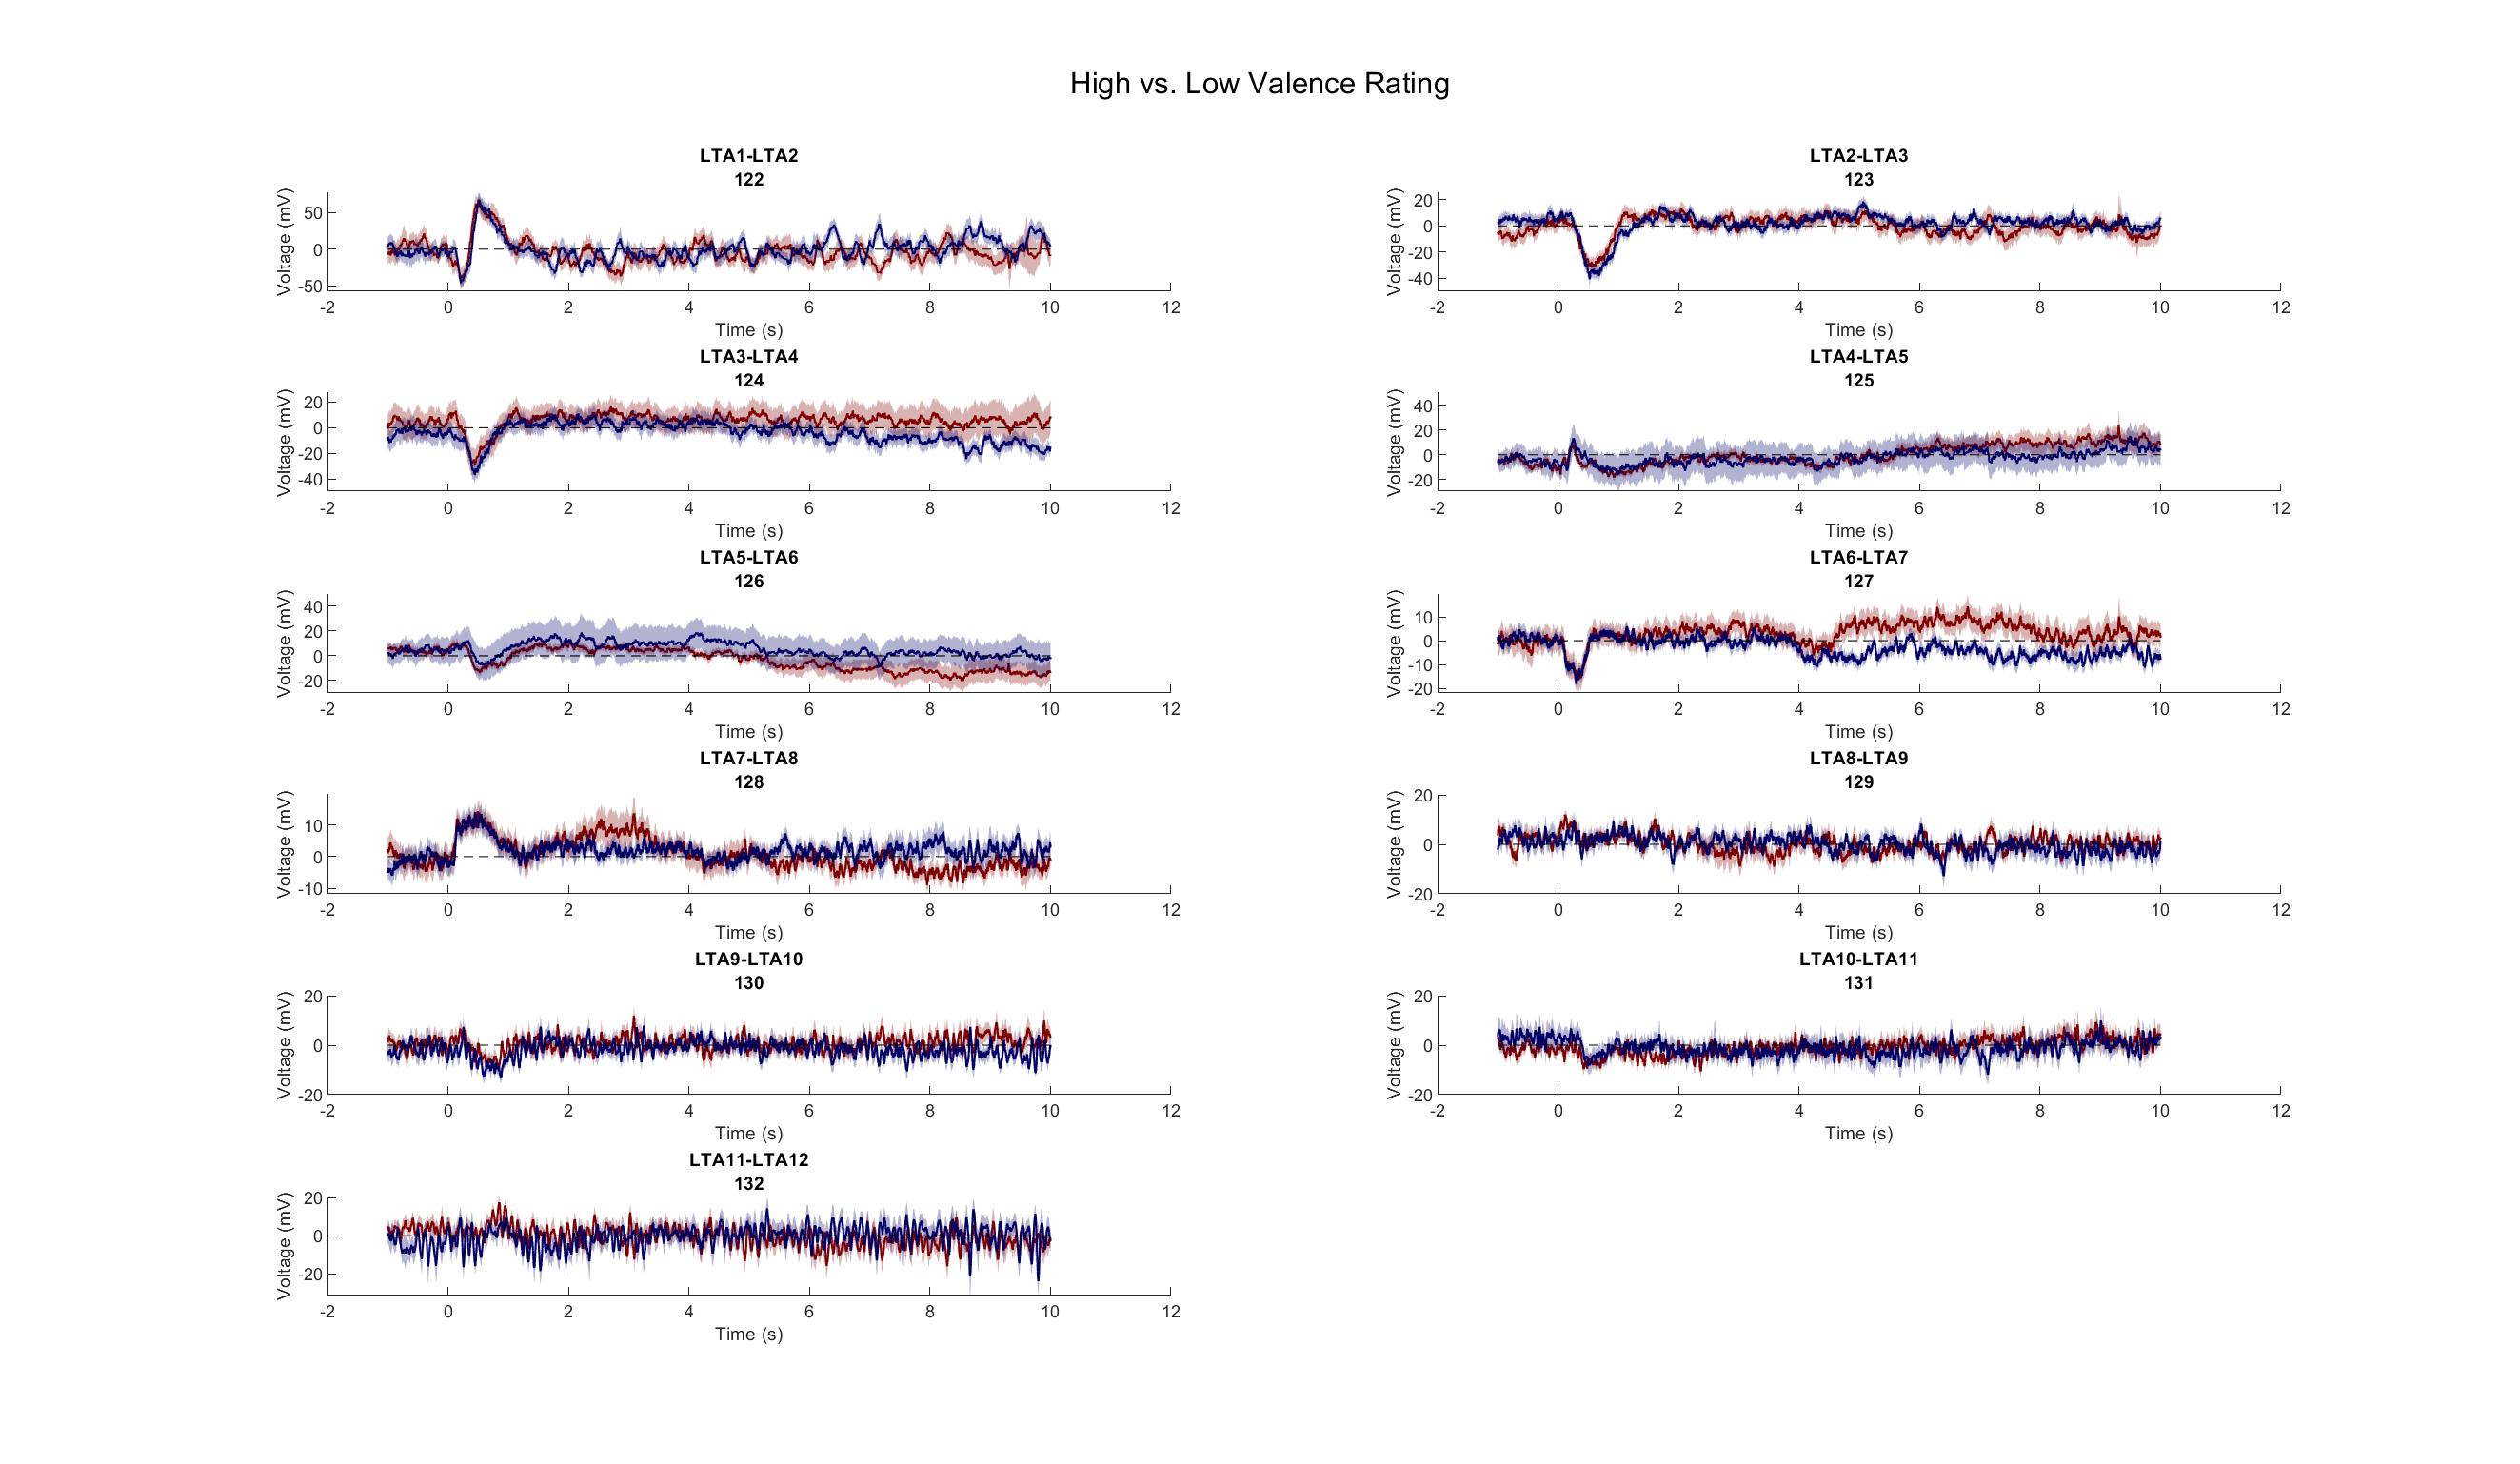 High vs. Low Valence Rating
LTA1-LTA2
122
Voltage (mV)
50
0
-50
-2 0 2 4 6 8 10 12
Time (s)
LTA2-LTA3
123
Voltage (mV)
20
0
-20
-40
-2 0 2 4 6 8 10 12
Time (s)
LTA3-LTA4
124
Voltage (mV)
20
0
-20
-40
-2 0 2 4 6 8 10 12
Time (s)
LTA4-LTA5
125
Voltage (mV)
40
20
0
-20
-2 0 2 4 6 8 10 12
Time (s)
LTA5-LTA6
126
Voltage (mV)
40
20
0
-20
-2 0 2 4 6 8 10 12
Time (s)
LTA6-LTA7
127
Voltage (mV)
10
0
-10
-20
-2 0 2 4 6 8 10 12
Time (s)
LTA7-LTA8
128
Voltage (mV)
10
0
-10
-2 0 2 4 6 8 10 12
Time (s)
LTA8-LTA9
129
Voltage (mV)
20
0
-20
-2 0 2 4 6 8 10 12
Time (s)
LTA9-LTA10
130
Voltage (mV)
20
0
-20
-2 0 2 4 6 8 10 12
Time (s)
LTA10-LTA11
131
Voltage (mV)
20
0
-20
-2 0 2 4 6 8 10 12
Time (s)
LTA11-LTA12
132
Voltage (mV)
20
0
-20
-2 0 2 4 6 8 10 12
Time (s)